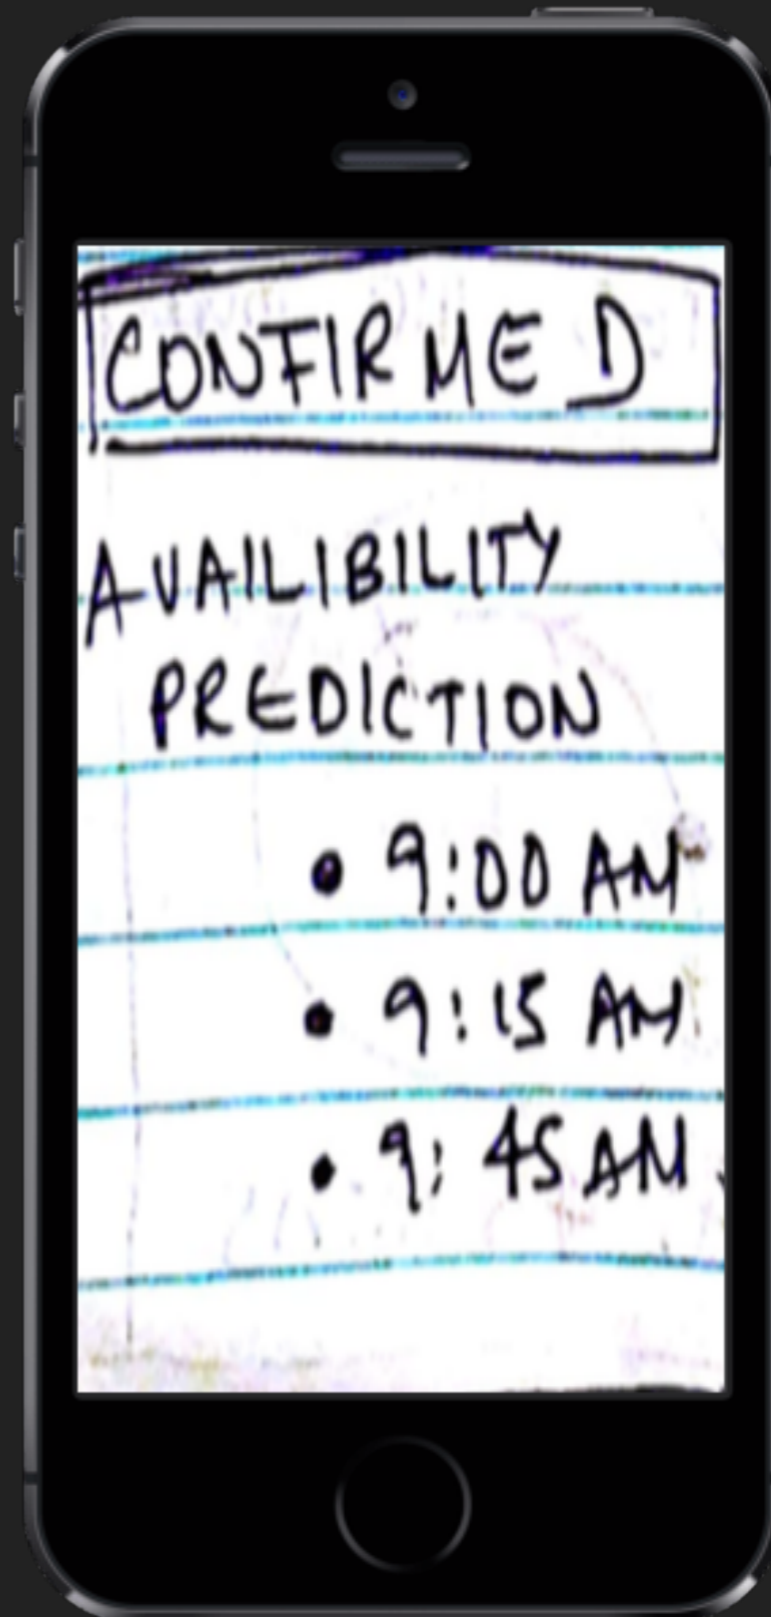 CONFIRMED
AVAILIBILITY
PREDICTION
• 9:00 AM
• 9:15 AM
• 9:45 AM